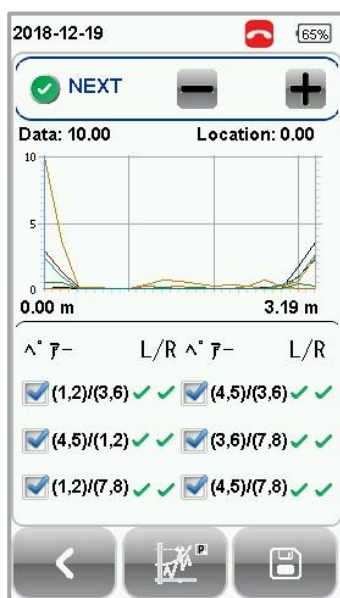 2018-12-19 65%
NEXT
Data: 10.00 Location: 0.00
10
5
0
0.00 m 3.19 m
ペアー L/R ペアー L/R
(1,2)/(3,6) (4,5)/(3,6)
(4,5)/(1,2) (3,6)/(7,8)
(1,2)/(7,8) (4,5)/(7,8)
P